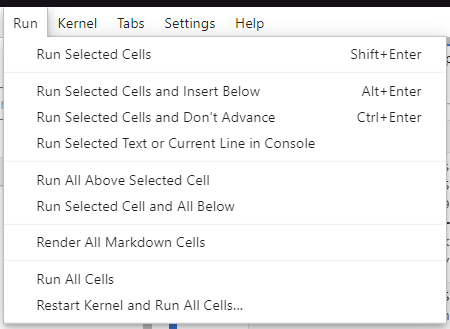 Run Kernel Tabs Settings Help
Run Selected Cells Shift+Enter
Run Selected Cells and Insert Below Alt+Enter
Run Selected Cells and Don't Advance Ctrl+Enter
Run Selected Text or Current Line in Console
Run All Above Selected Cell
Run Selected Cell and All Below
Render All Markdown Cells
Run All Cells
Restart Kernel and Run All Cells...